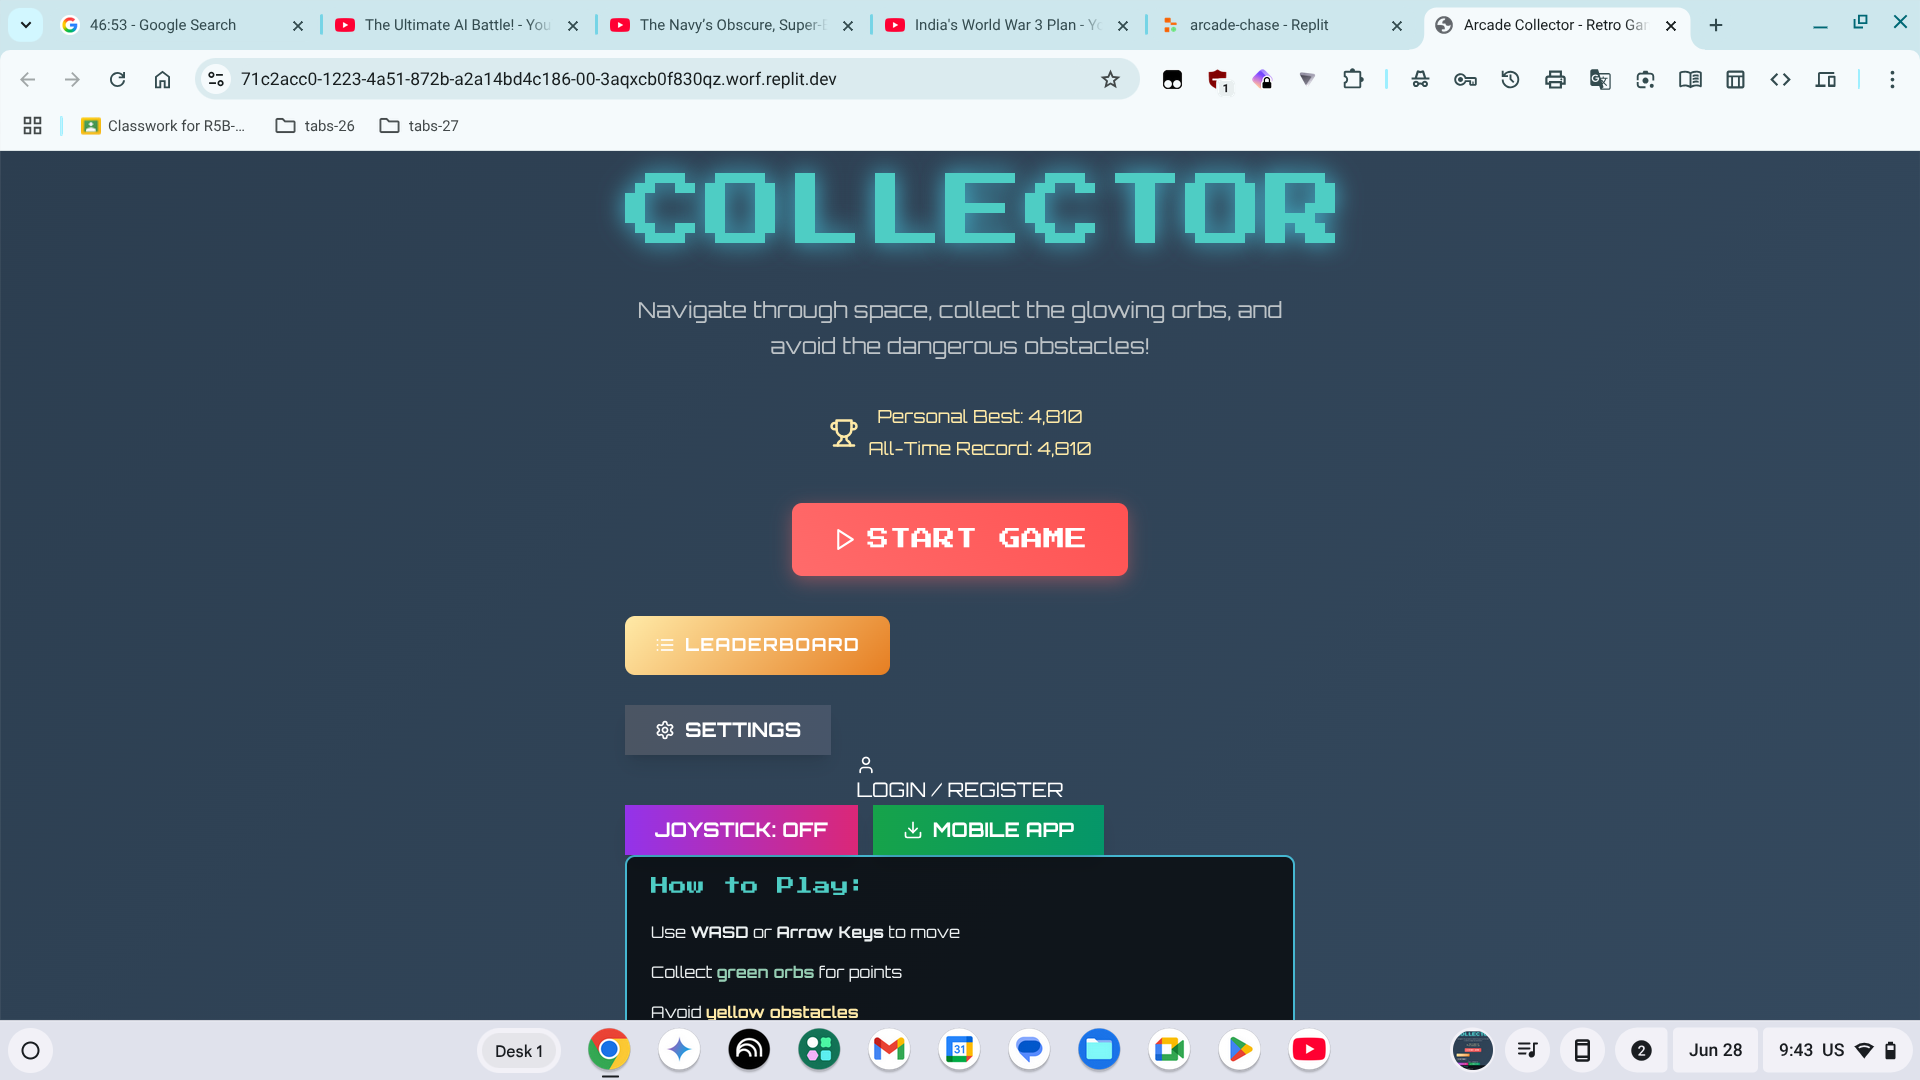 46:53 - Google Search
The Ultimate AI Battle! - You
The Navy's Obscure, Super-E
India's World War 3 Plan - Yo
arcade-chase - Replit
Arcade Collector - Retro Gar
71c2acc0-1223-4a51-872b-a2a14bd4c186-00-3aqxcb0f830qz.worf.replit.dev
1
Classwork for R5B-...
tabs-26
tabs-27
COLLECTOR
Navigate through space, collect the glowing orbs, and
avoid the dangerous obstacles!
Personal Best: 4,810
All-Time Record: 4,810
START GAME
LEADERBOARD
SETTINGS
LOGIN / REGISTER
JOYSTICK: OFF
MOBILE APP
How to Play:
Use WASD or Arrow Keys to move
Collect green orbs for points
Avoid yellow obstacles
Desk 1
31
2
Jun 28
9:43 US